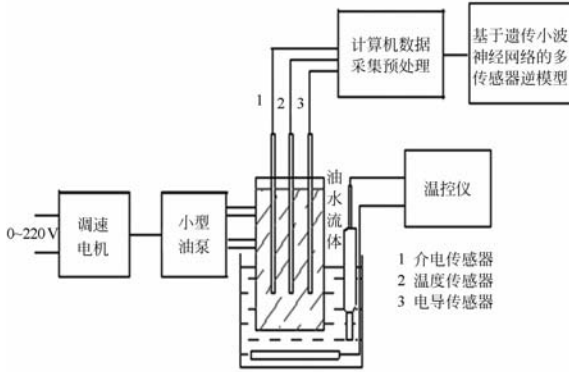 计算机数据
采集预处理
基于遗传小波
神经网络的多
传感器逆模型
1 2 3
油
水
流
体
温控仪
0~220 V
调速
电机
小型
油泵
1 介电传感器
2 温度传感器
3 电导传感器